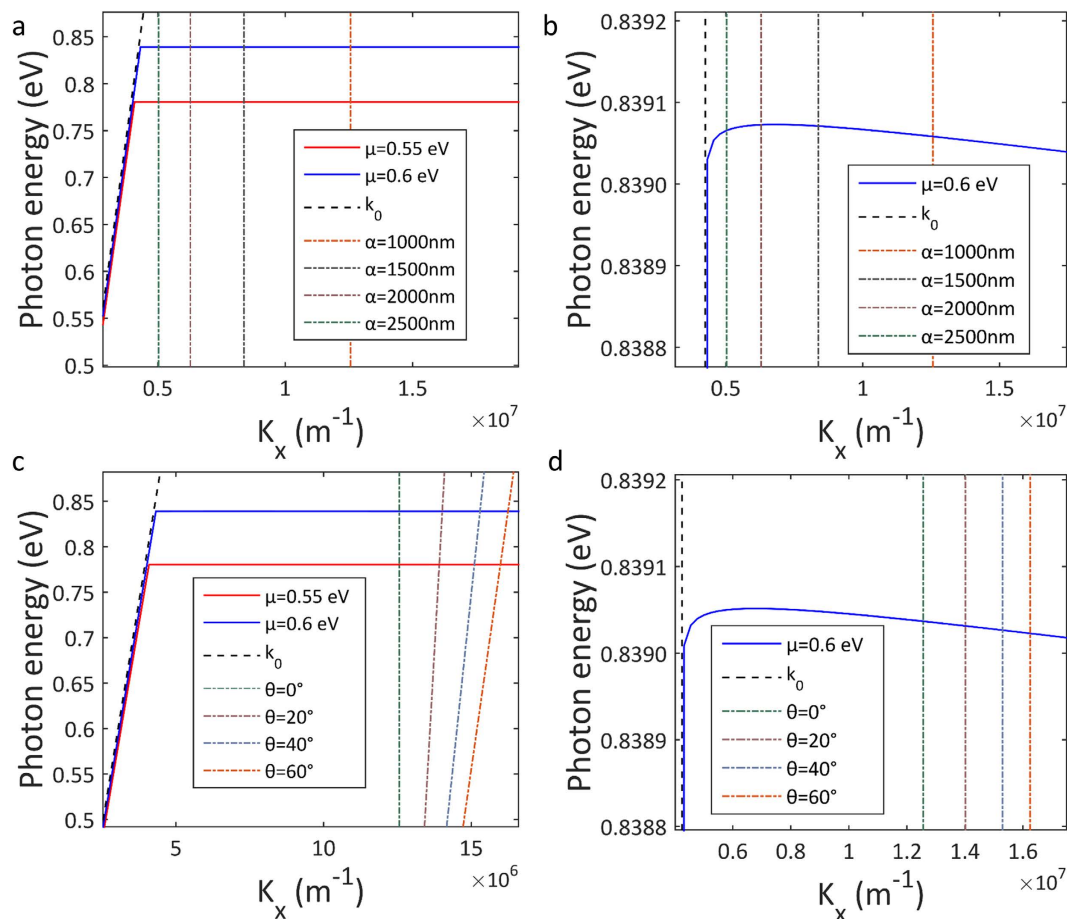 a
Photon energy (eV)
0.85
0.8
0.75
0.7
0.65
0.6
0.55
0.5
μ=0.55 eV
μ=0.6 eV
k0
α=1000nm
α=1500nm
α=2000nm
α=2500nm
0.5 1 1.5
×10^7
Kx (m^-1)
b
Photon energy (eV)
0.8392
0.8391
0.8390
0.8389
0.8388
μ=0.6 eV
k0
α=1000nm
α=1500nm
α=2000nm
α=2500nm
0.5 1 1.5
×10^7
Kx (m^-1)
c
Photon energy (eV)
0.85
0.8
0.75
0.7
0.65
0.6
0.55
0.5
μ=0.55 eV
μ=0.6 eV
k0
θ=0°
θ=20°
θ=40°
θ=60°
5 10 15
×10^6
Kx (m^-1)
d
Photon energy (eV)
0.8392
0.8391
0.8390
0.8389
0.8388
μ=0.6 eV
k0
θ=0°
θ=20°
θ=40°
θ=60°
0.6 0.8 1 1.2 1.4 1.6
×10^7
Kx (m^-1)